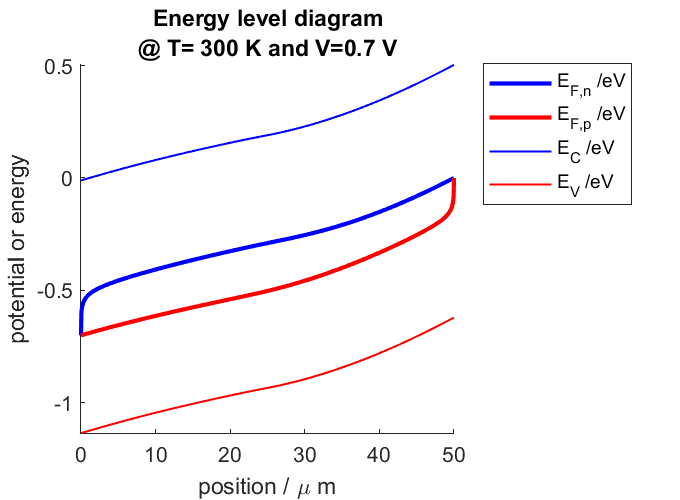 Energy level diagram
@ T= 300 K and V=0.7 V
0.5
0
-0.5
-1
potential or energy
0 10 20 30 40 50
position / μ m
E_F,n /eV
E_F,p /eV
E_C /eV
E_V /eV